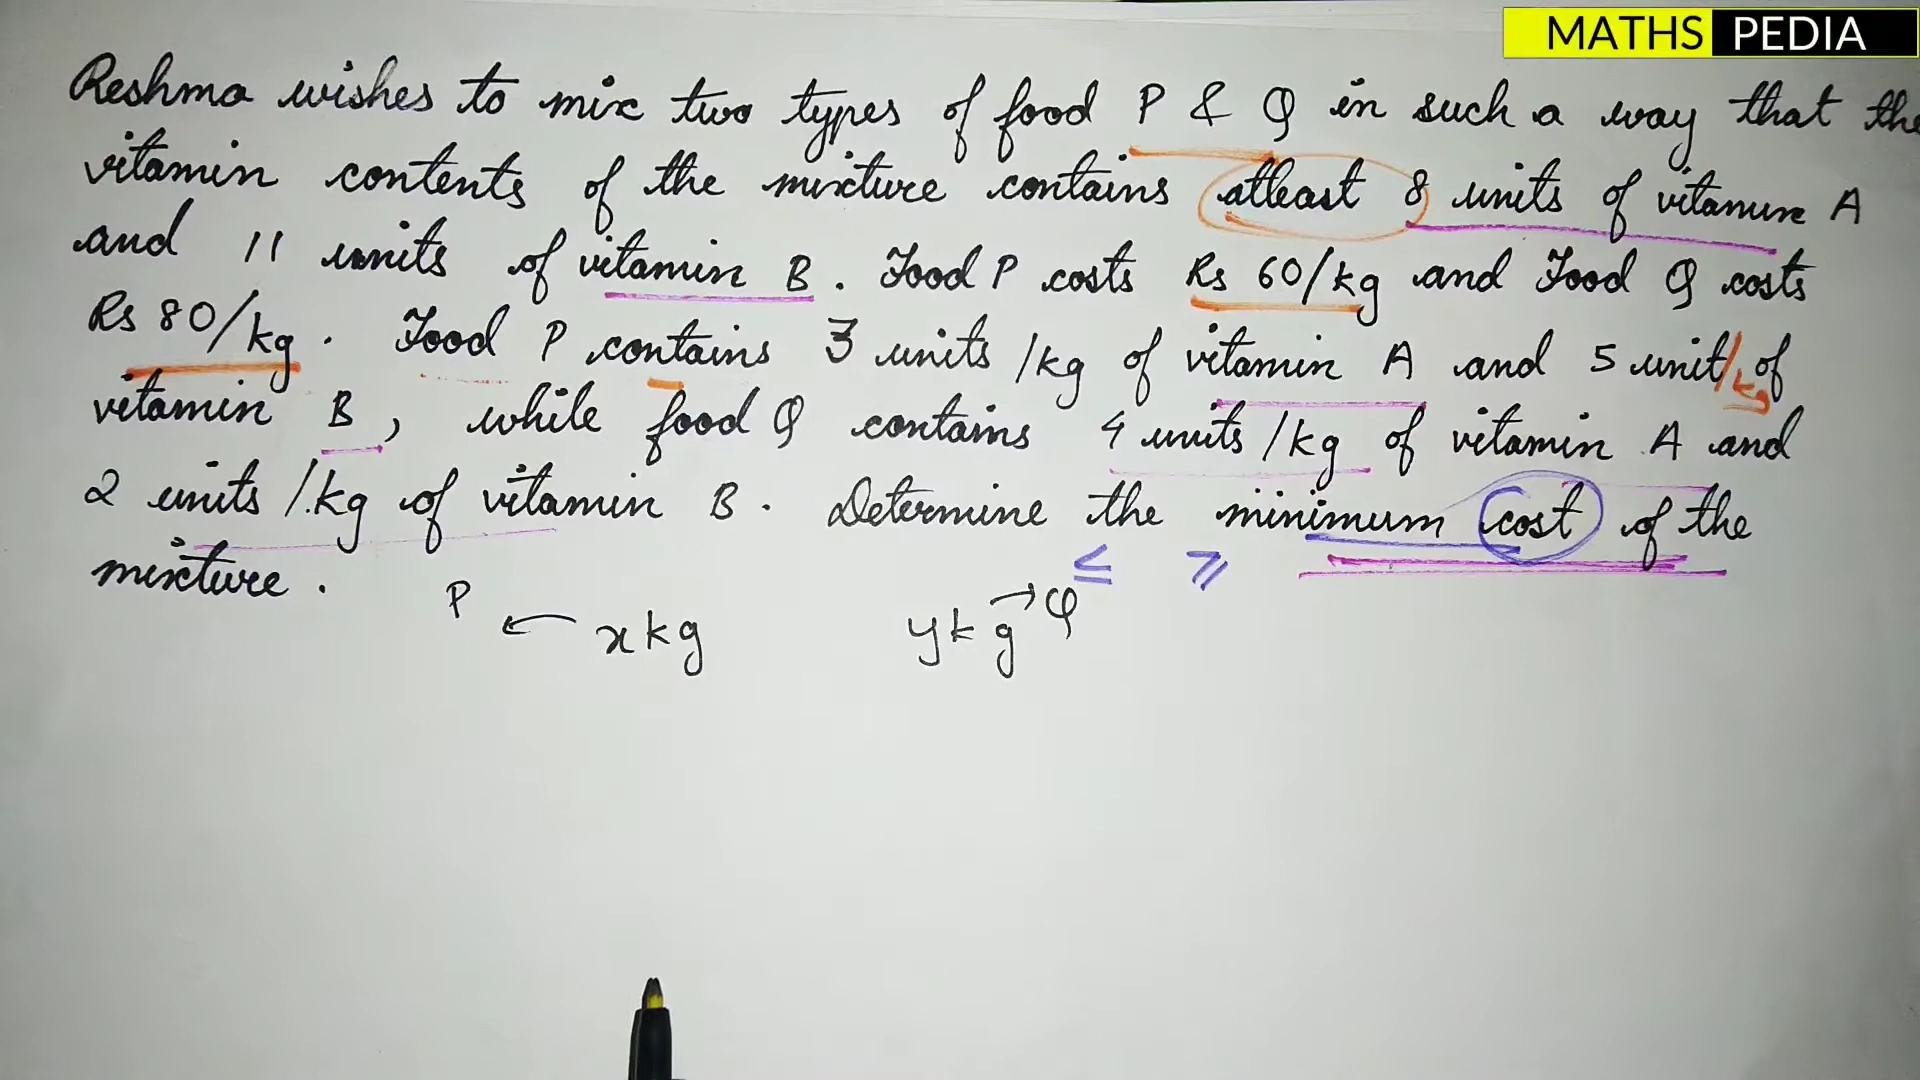 MATHS PEDIA
Reshma wishes to mix two types of food P & Q in such a way that the
vitamin contents of the mixture contains atleast 8 units of vitamin A
and 11 units of vitamin B. Food P costs Rs 60/kg and Food Q costs
Rs 80/kg. Food P contains 3 units /kg of vitamin A and 5 unit/kg of
vitamin B, while food Q contains 4 units /kg of vitamin A and
2 units /kg of vitamin B. Determine the minimum cost of the
mixture.
≤ ≥
P ← x kg y kg → Q